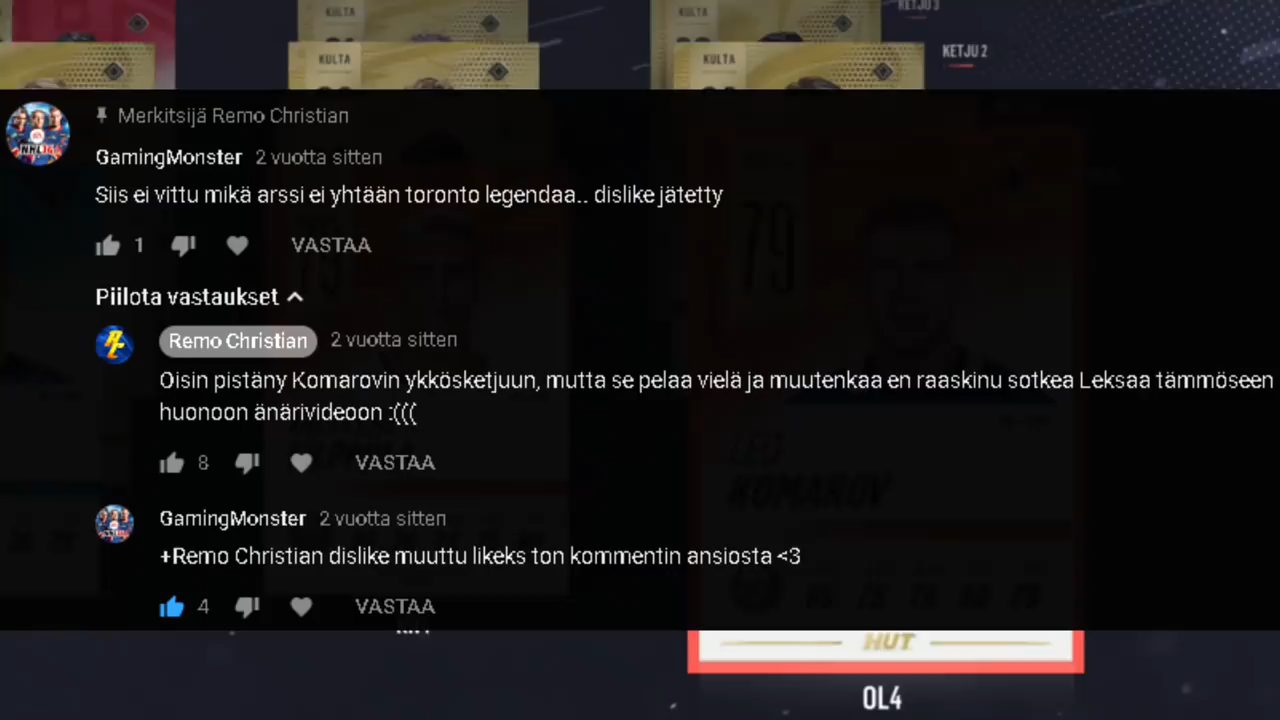 KULTA
KULTA
KETJU 3
KULTA
KULTA
KETJU 2
Merkitsijä Remo Christian
GamingMonster 2 vuotta sitten
Siis ei vittu mikä arssi ei yhtään toronto legendaa.. dislike jätetty
1 VASTAA
Piilota vastaukset
Remo Christian 2 vuotta sitten
Oisin pistäny Komarovin ykkösketjuun, mutta se pelaa vielä ja muutenkaa en raaskinu sotkea Leksaa tämmöseen
huonoon änärivideoon :(((
8 VASTAA
GamingMonster 2 vuotta sitten
+Remo Christian dislike muuttu likeks ton kommentin ansiosta <3
4 VASTAA
79
LEO
KOMAROV
HUT
OL4